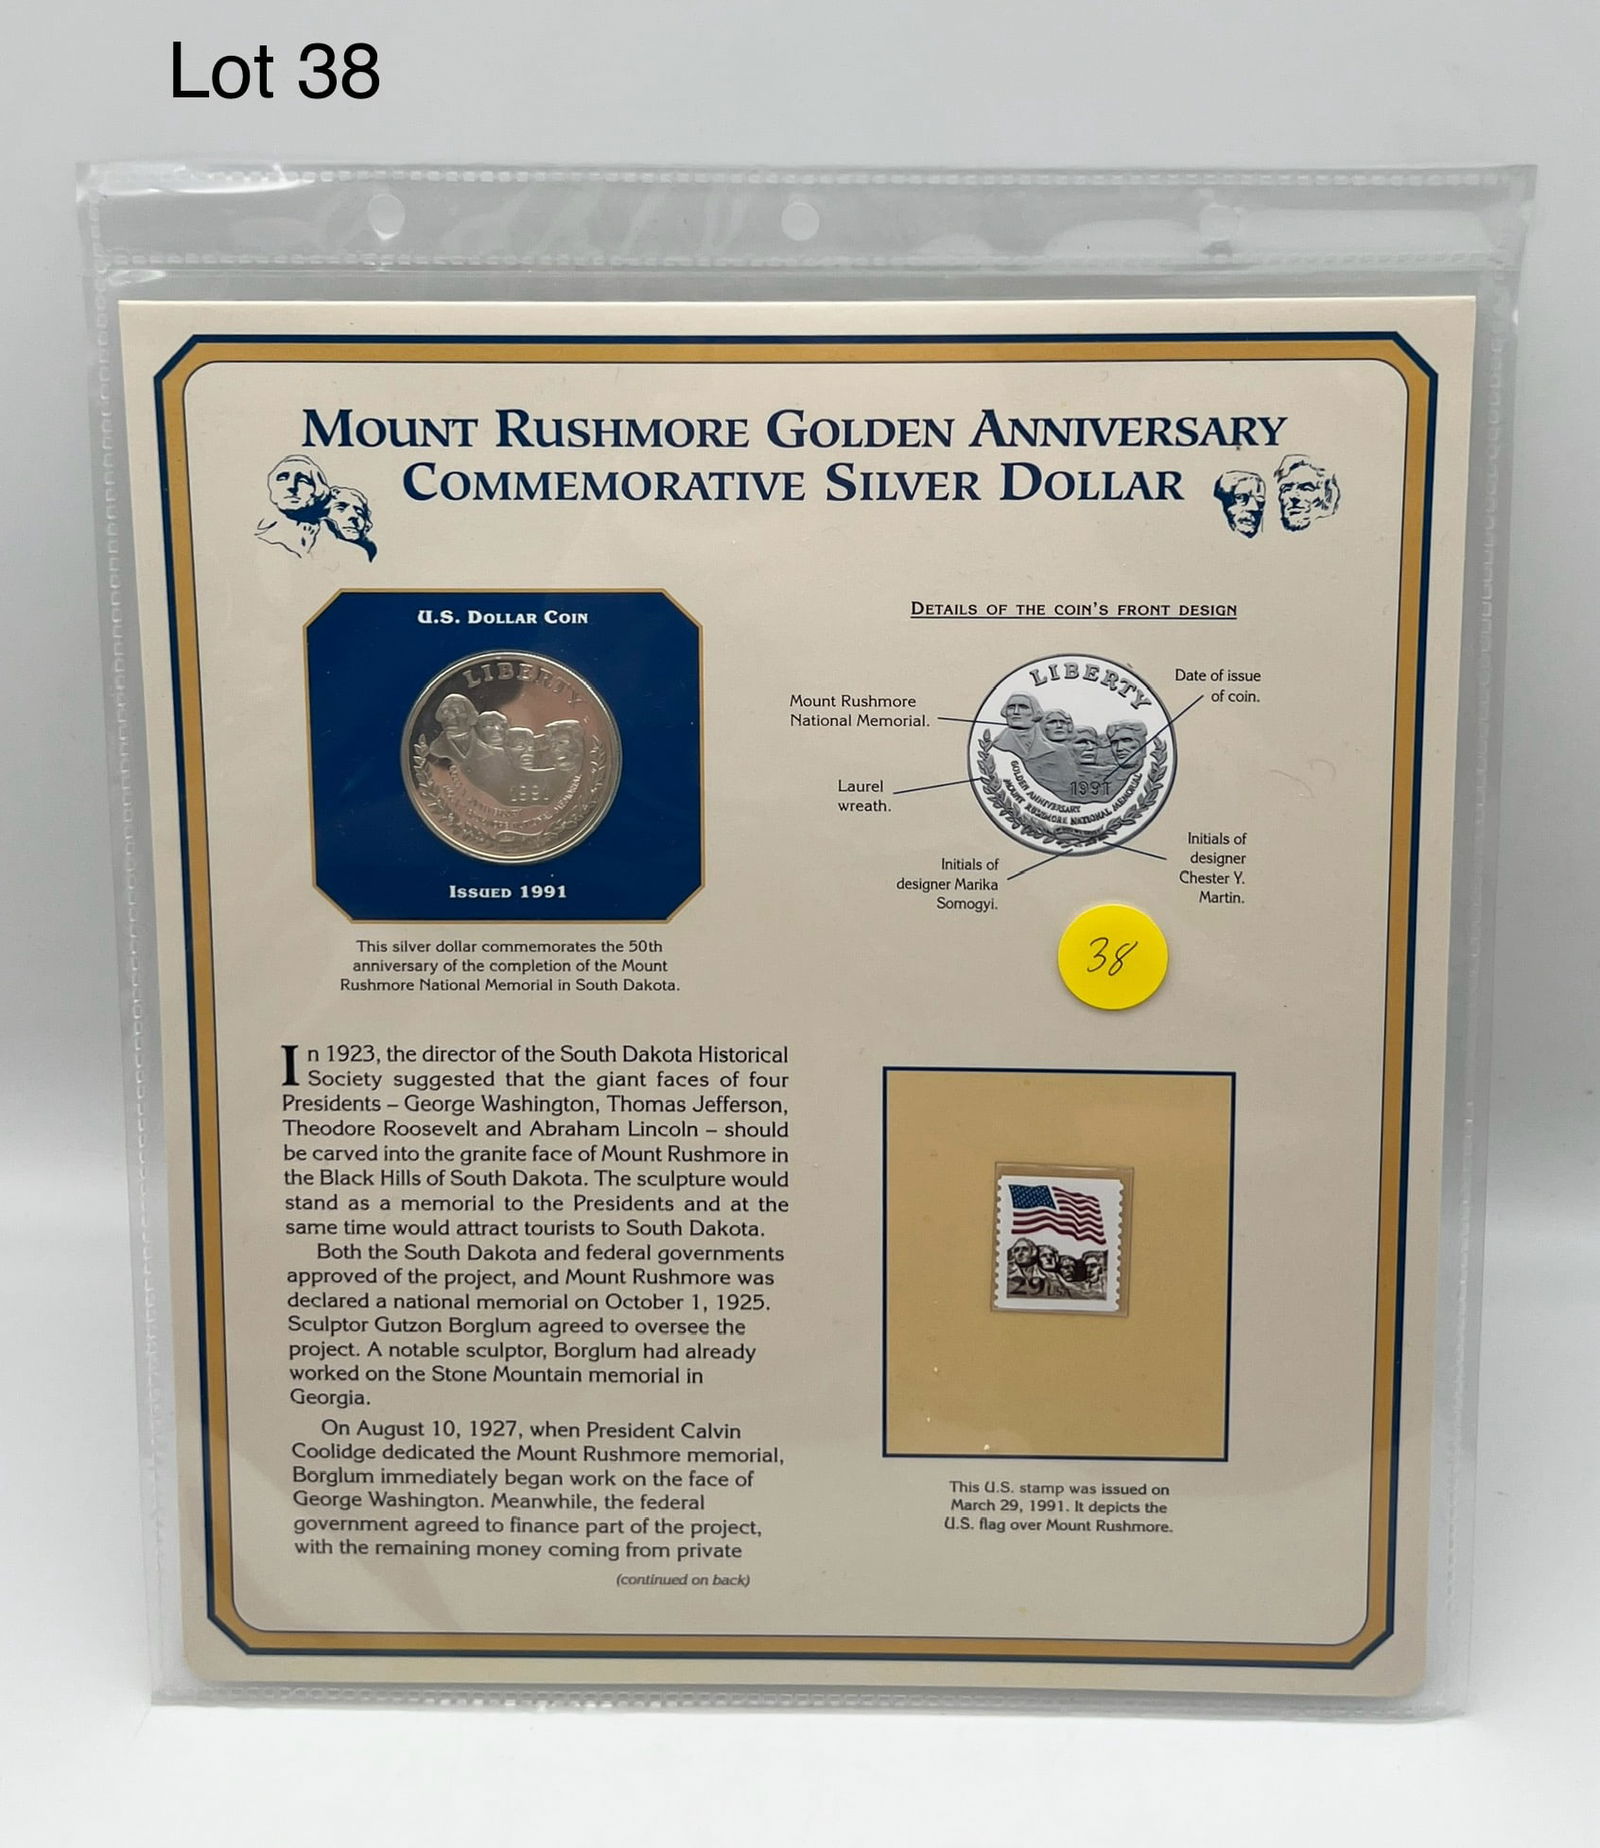 Lot 38
MOUNT RUSHMORE GOLDEN ANNIVERSARY
COMMEMORATIVE SILVER DOLLAR
U.S. DOLLAR COIN
LIBERTY
1991
ISSUED 1991
This silver dollar commemorates the 50th
anniversary of the completion of the Mount
Rushmore National Memorial in South Dakota.
DETAILS OF THE COIN'S FRONT DESIGN
Mount Rushmore
National Memorial.
Date of issue
of coin.
Laurel
wreath.
Initials of
designer Marika
Somogyi.
Initials of
designer
Chester Y.
Martin.
LIBERTY
1991
GOLDEN ANNIVERSARY
MOUNT RUSHMORE NATIONAL MEMORIAL
38
In 1923, the director of the South Dakota Historical
Society suggested that the giant faces of four
Presidents – George Washington, Thomas Jefferson,
Theodore Roosevelt and Abraham Lincoln – should
be carved into the granite face of Mount Rushmore in
the Black Hills of South Dakota. The sculpture would
stand as a memorial to the Presidents and at the
same time would attract tourists to South Dakota.
Both the South Dakota and federal governments
approved of the project, and Mount Rushmore was
declared a national memorial on October 1, 1925.
Sculptor Gutzon Borglum agreed to oversee the
project. A notable sculptor, Borglum had already
worked on the Stone Mountain memorial in
Georgia.
On August 10, 1927, when President Calvin
Coolidge dedicated the Mount Rushmore memorial,
Borglum immediately began work on the face of
George Washington. Meanwhile, the federal
government agreed to finance part of the project,
with the remaining money coming from private
(continued on back)
29 USA
This U.S. stamp was issued on
March 29, 1991. It depicts the
U.S. flag over Mount Rushmore.